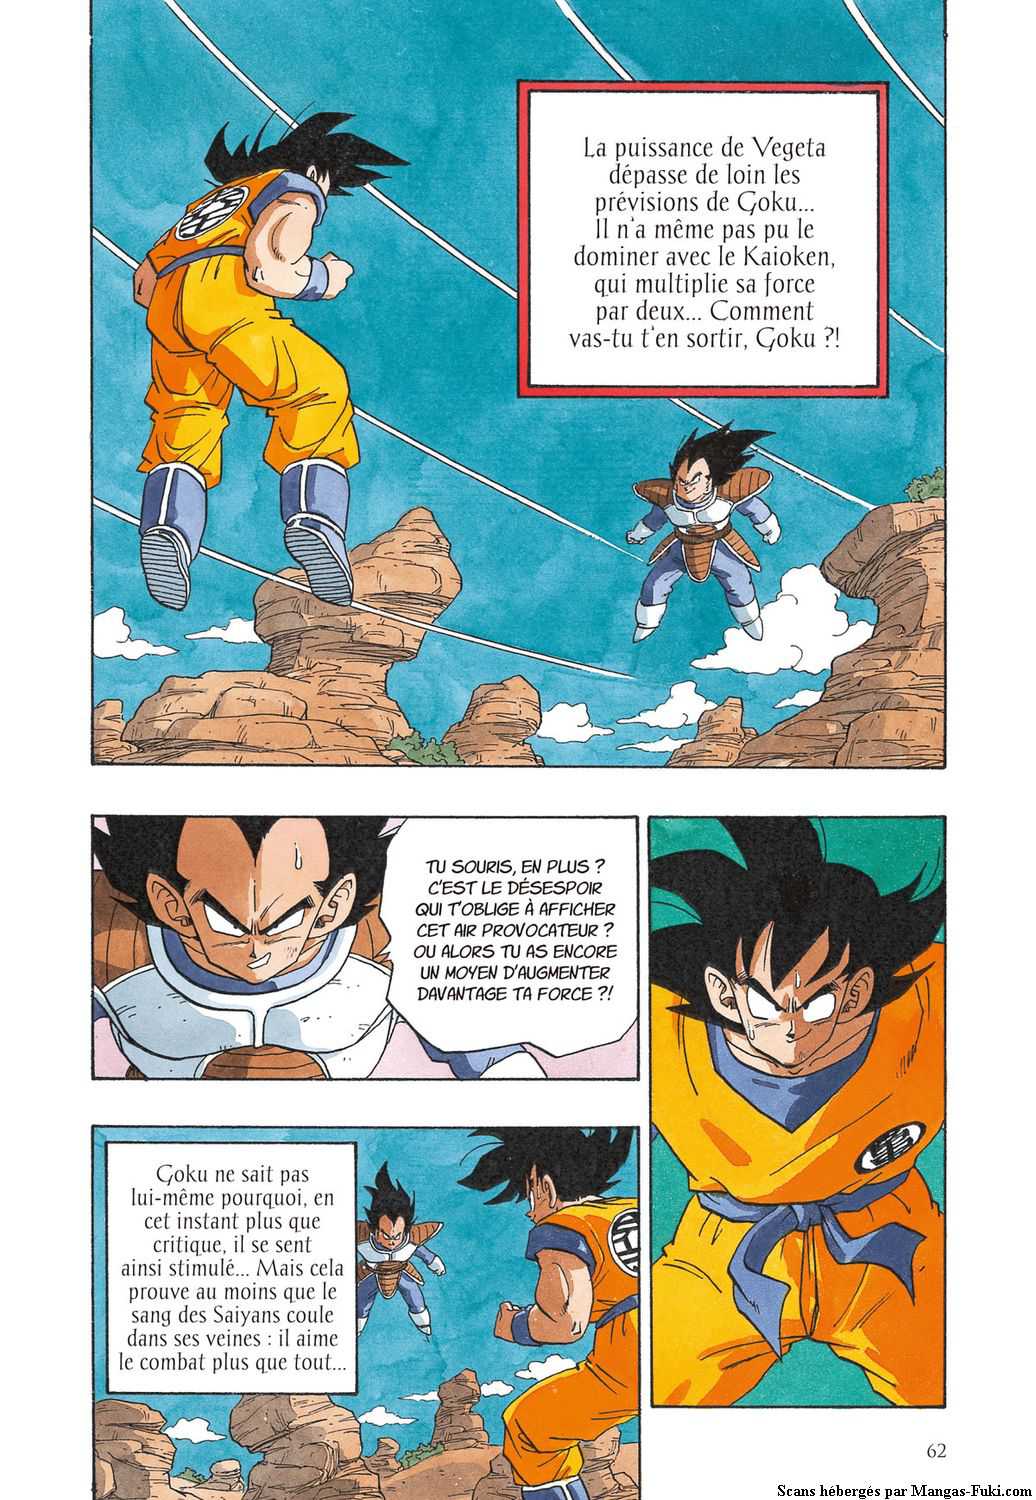 La puissance de Vegeta
dépasse de loin les
prévisions de Goku...
Il n'a même pas pu le
dominer avec le Kaioken,
qui multiplie sa force
par deux... Comment
vas-tu t'en sortir, Goku ?!
TU SOURIS, EN PLUS ?
C'EST LE DÉSESPOIR
QUI T'OBLIGE À AFFICHER
CET AIR PROVOCATEUR ?
OU ALORS TU AS ENCORE
UN MOYEN D'AUGMENTER
DAVANTAGE TA FORCE ?!
Goku ne sait pas
lui-même pourquoi, en
cet instant plus que
critique, il se sent
ainsi stimulé... Mais cela
prouve au moins que le
sang des Saiyans coule
dans ses veines : il aime
le combat plus que tout...
62
Scans hébergés par Mangas-Fuki.com